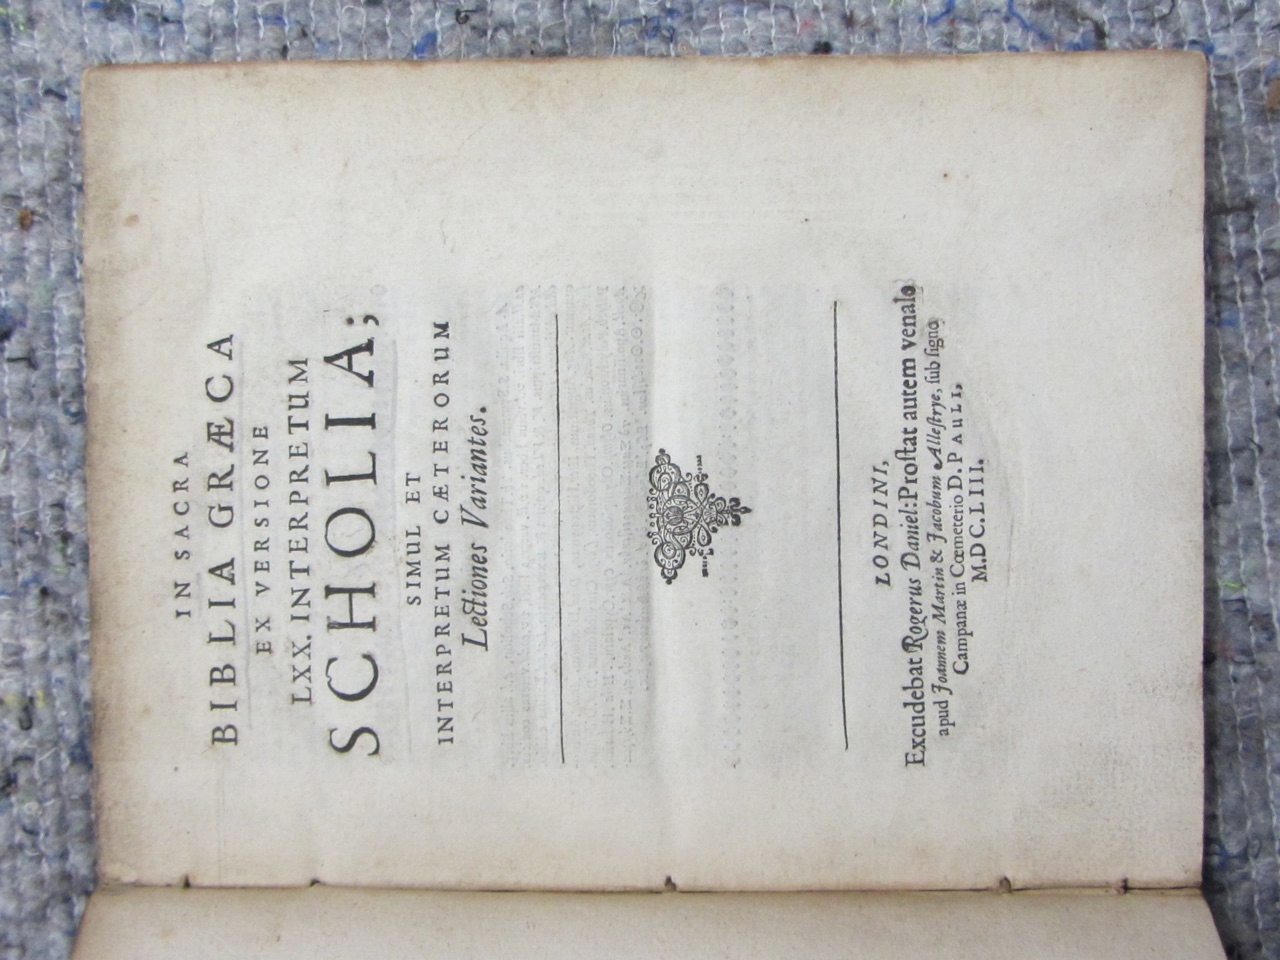 IN SACRA
BIBLIA GRÆCA
EX VERSIONE
LXX. INTERPRETUM
SCHOLIA;
SIMUL ET
INTERPRETUM CÆTERORUM
Lectiones Variantes.
LONDINI,
Excudebat Rogerus Daniel: Proſtat autem venale
apud Joannem Martin & Jacobum Alleſtrye, ſub ſigno
Campanæ in Cœmeterio D. PAULI,
M.DC.LIII.